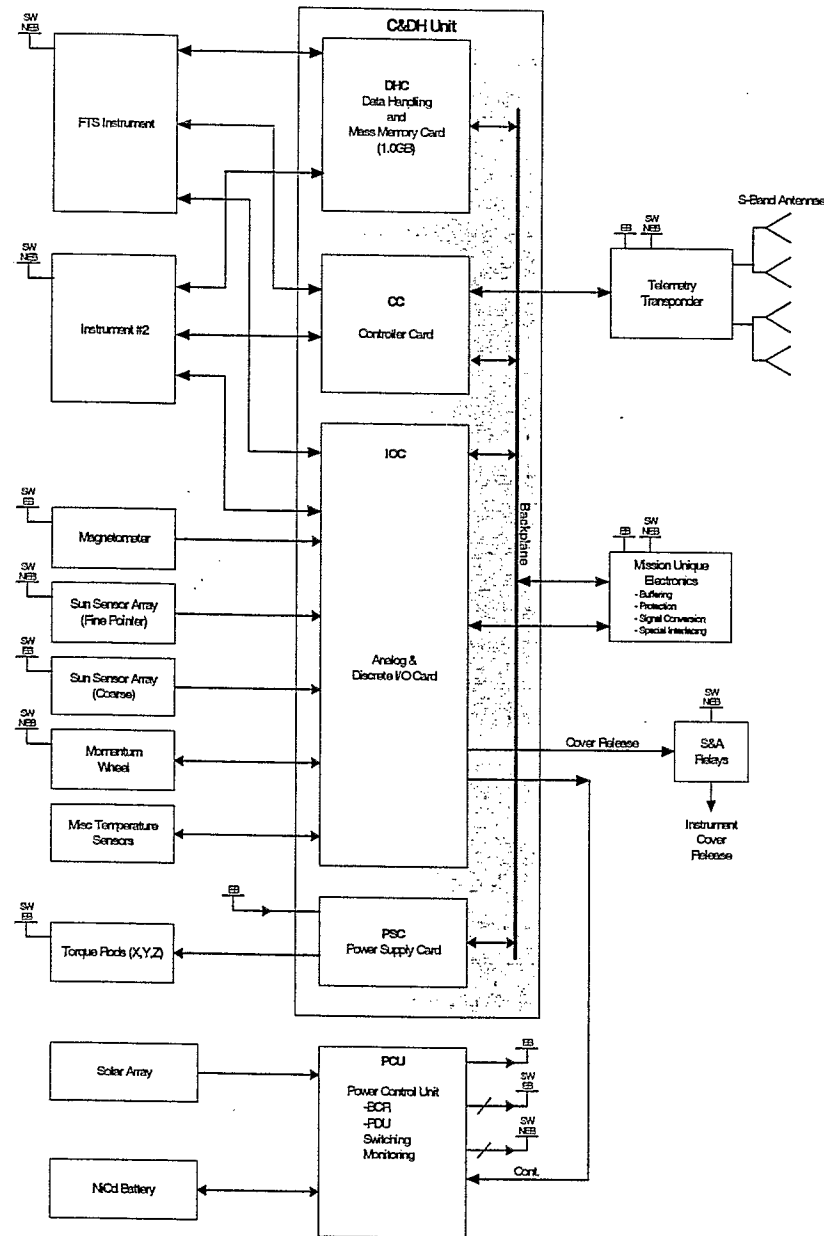 C&DH Unit
SW
NEB
FTS Instrument
DHC
Data Handling
and
Mass Memory Card
(1.0GB)
S-Band Antennae
SW
NEB
Instrument #2
EB
SW
NEB
Telemetry
Transponder
CC
Controller Card
IOC
Analog &
Discrete I/O Card
Backplane
SW
EB
Magnetometer
SW
NEB
Sun Sensor Array
(Fine Pointer)
SW
EB
Sun Sensor Array
(Coarse)
SW
NEB
Momentum
Wheel
Misc Temperature
Sensors
EB
SW
NEB
Mission Unique
Electronics
- Buffering
- Protection
- Signal Conversion
- Special Interfacing
Cover Release
SW
NEB
S&A
Relays
Instrument
Cover
Release
EB
PSC
Power Supply Card
SW
EB
Torque Rods (X,Y,Z)
Solar Array
PCU
Power Control Unit
-BCR
-PDU
Switching
Monitoring
EB
SW
EB
SW
NEB
Cont.
NiCd Battery